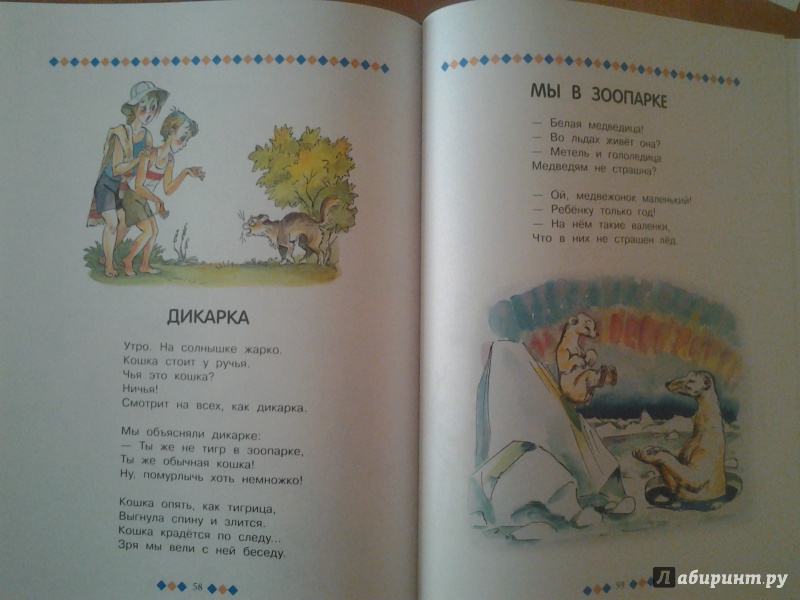 ДИКАРКА
Утро. На солнышке жарко.
Кошка стоит у ручья.
Чья это кошка?
Ничья!
Смотрит на всех, как дикарка.
Мы объясняли дикарке:
— Ты же не тигр в зоопарке,
Ты же обычная кошка!
Ну, помурлычь хоть немножко!
Кошка опять, как тигрица,
Выгнула спину и злится.
Кошка крадётся по следу...
Зря мы вели с ней беседу.
58
МЫ В ЗООПАРКЕ
— Белая медведица!
— Во льдах живёт она?
— Метель и гололедица
Медведям не страшна?
— Ой, медвежонок маленький!
— Ребёнку только год!
— На нём такие валенки,
Что в них не страшен лёд.
59
Лабиринт.ру